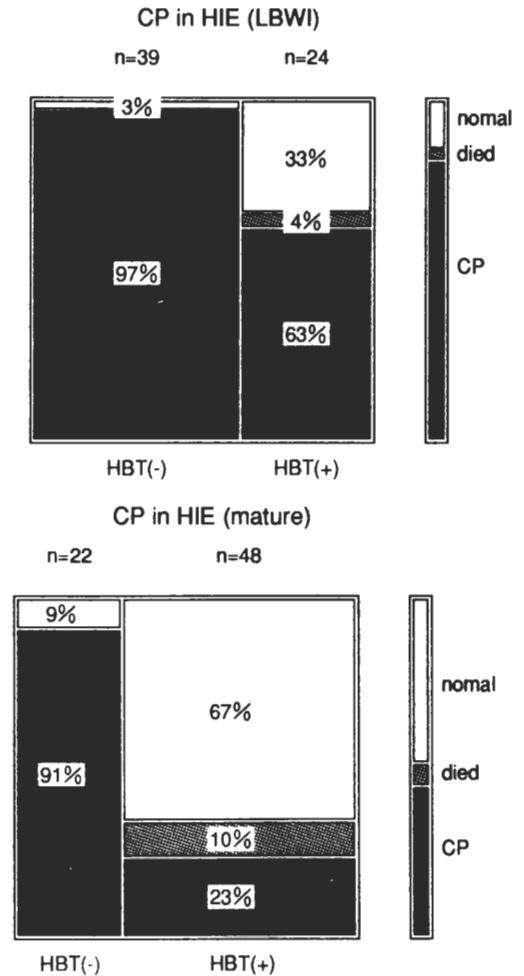 CP in HIE (LBWI)
n=39 n=24
3%
nomal
33%
died
4%
97%
CP
63%
HBT(-) HBT(+)
CP in HIE (mature)
n=22 n=48
9%
nomal
67%
91%
died
10%
CP
23%
HBT(-) HBT(+)